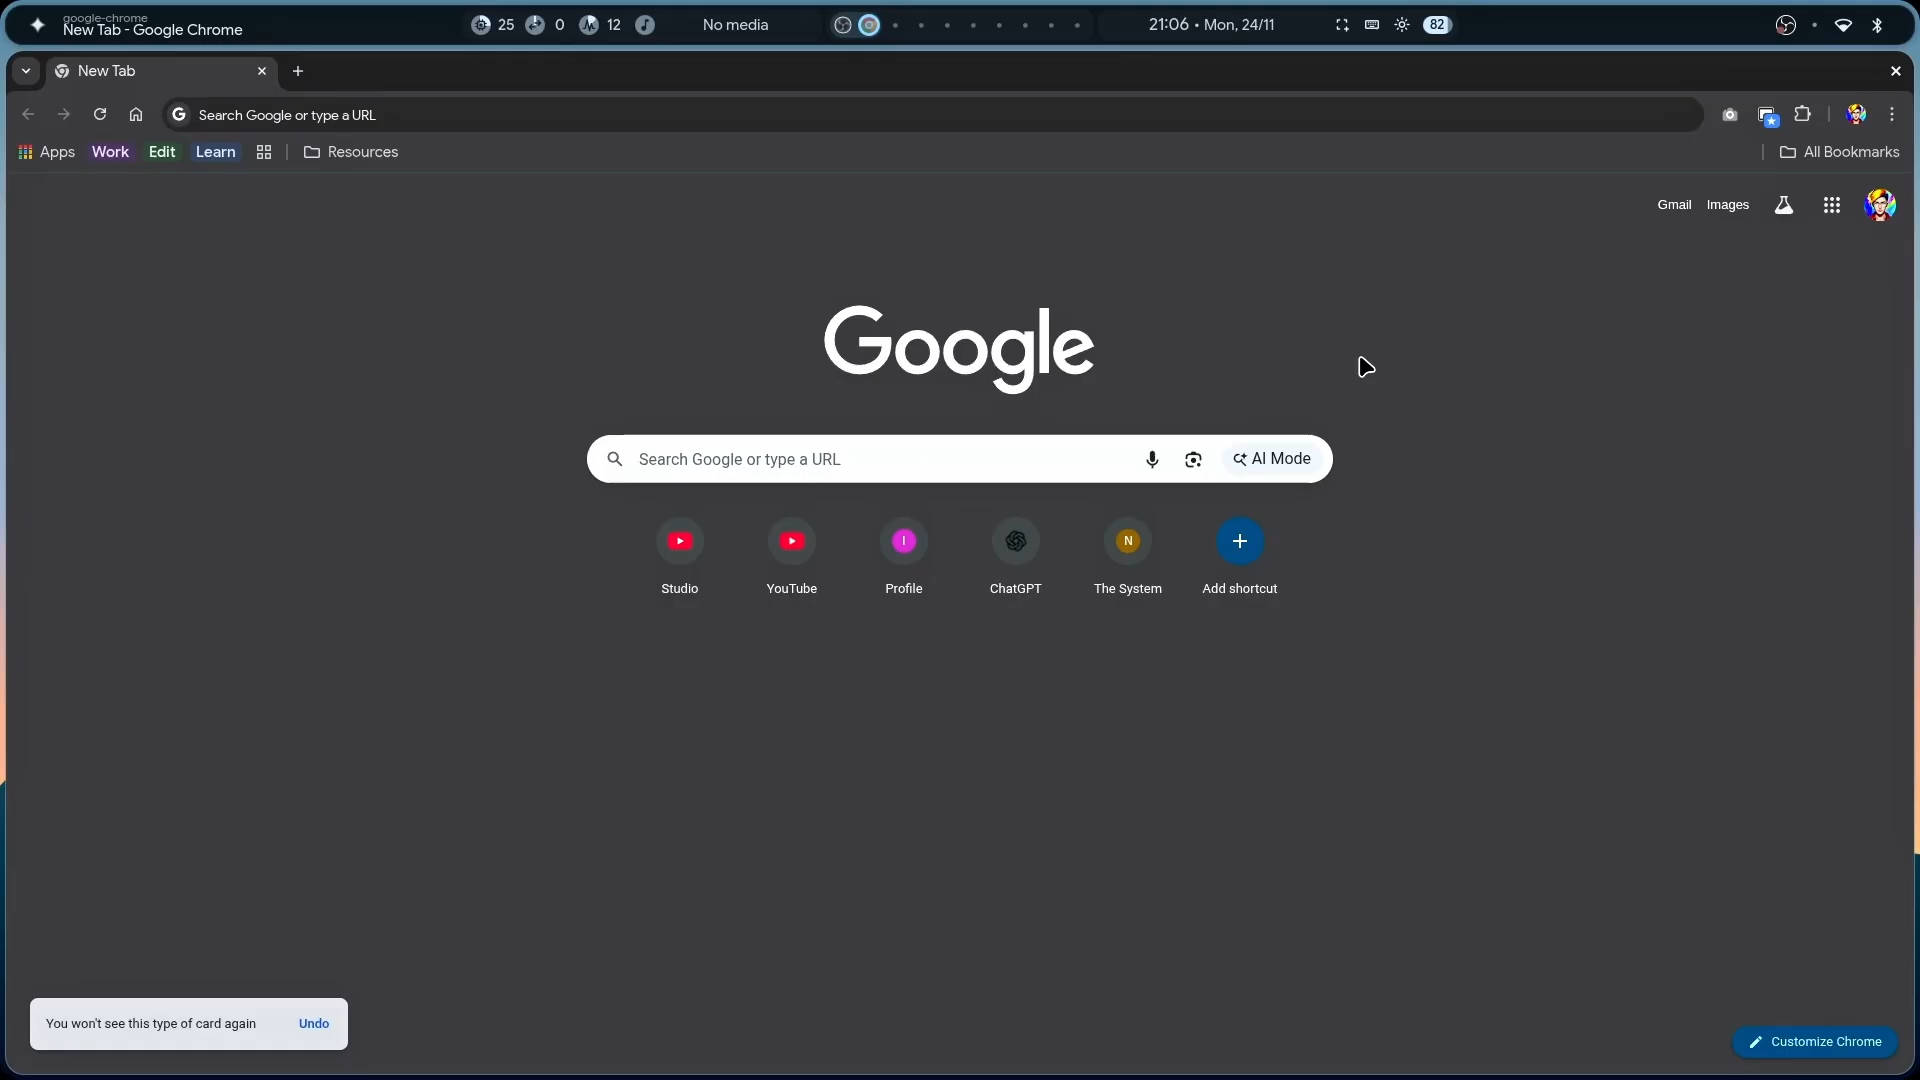 google-chrome
New Tab - Google Chrome
25
0
12
No media
21:06 • Mon, 24/11
82
New Tab
Search Google or type a URL
Apps
Work
Edit
Learn
Resources
All Bookmarks
Gmail
Images
Google
Search Google or type a URL
AI Mode
I
N
Studio
YouTube
Profile
ChatGPT
The System
Add shortcut
You won't see this type of card again
Undo
Customize Chrome